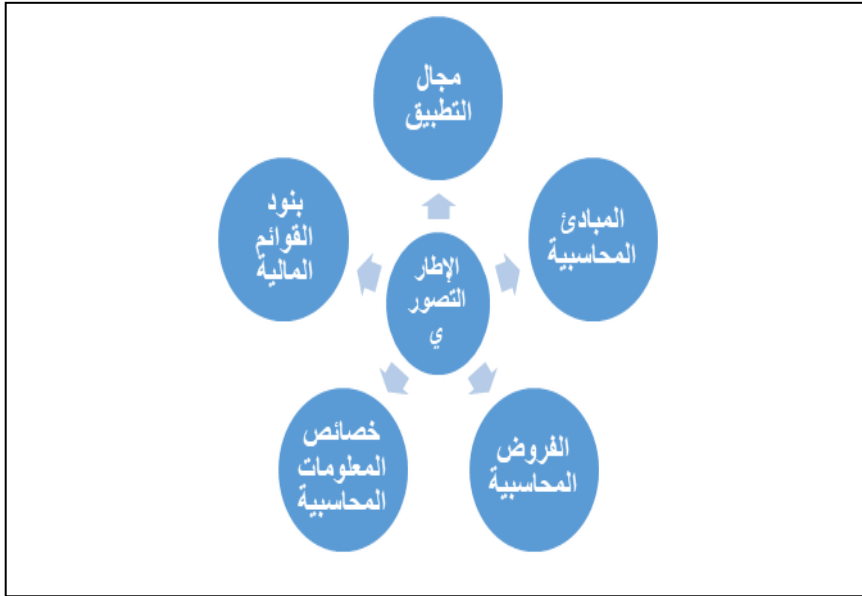 مجال
التطبيق
المبادئ
المحاسبية
الفروض
المحاسبية
خصائص
المعلومات
المحاسبية
بنود
القوائم
المالية
الإطار
التصور
ي